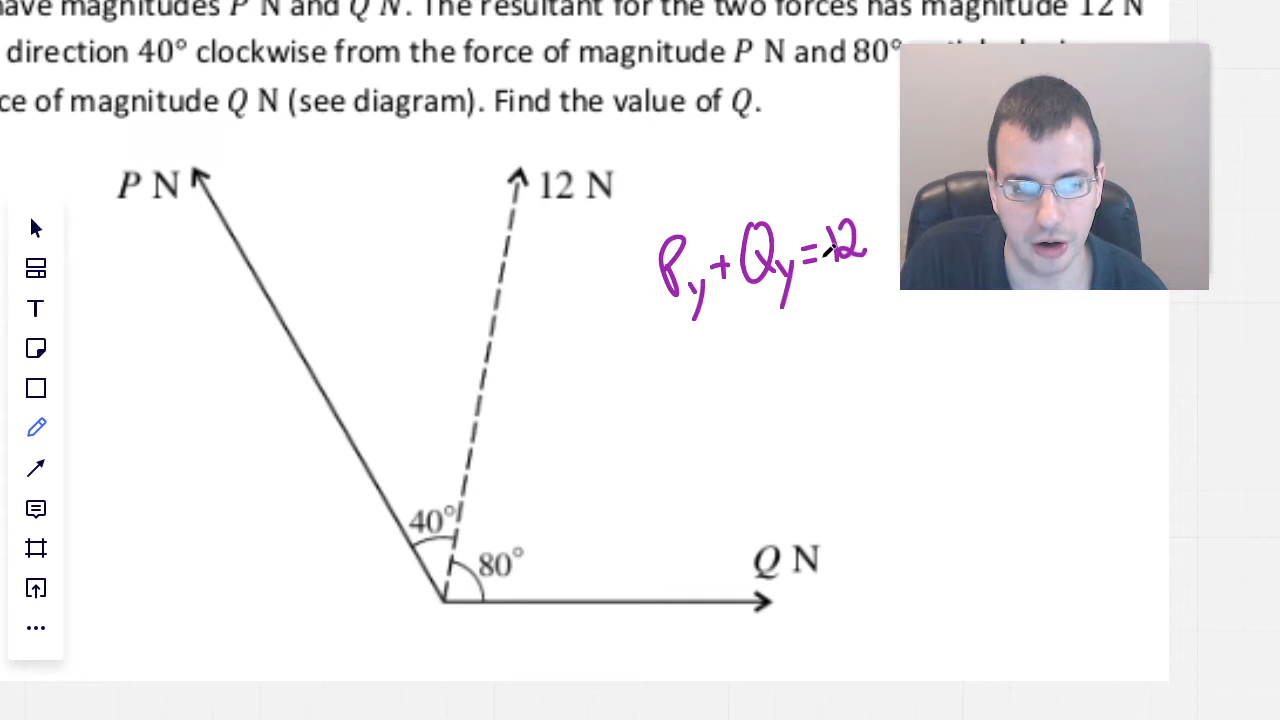 have magnitudes P N and Q N. The resultant for the two forces has magnitude 12 N
direction 40° clockwise from the force of magnitude P N and 80°
ce of magnitude Q N (see diagram). Find the value of Q.
P N
12 N
Py + Qy = 12
40°
80°
Q N
T